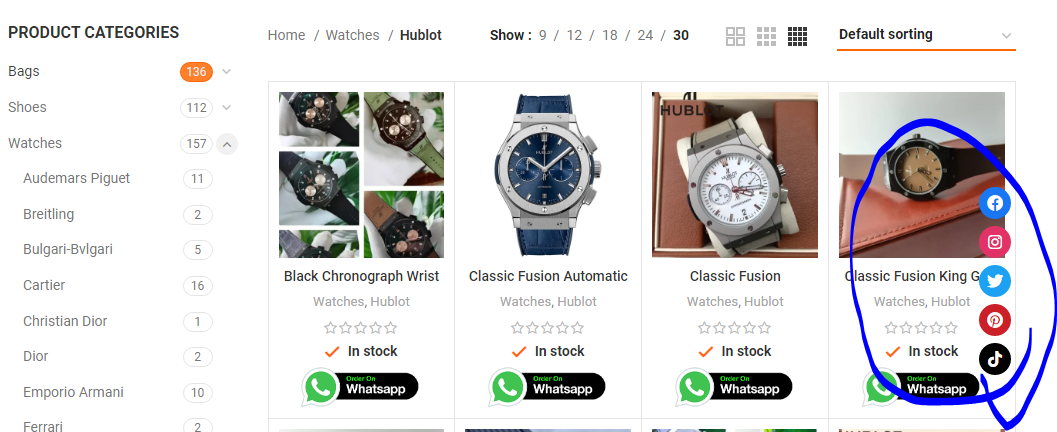 PRODUCT CATEGORIES
Bags 136
Shoes 112
Watches 157
Audemars Piguet 11
Breitling 2
Bulgari-Bvlgari 5
Cartier 16
Christian Dior 1
Dior 2
Emporio Armani 10
Ferrari 2
Home / Watches / Hublot
Show : 9 / 12 / 18 / 24 / 30
Default sorting
Black Chronograph Wrist
Watches, Hublot
In stock
Order On
Whatsapp
HUBLOT
Classic Fusion Automatic
Watches, Hublot
In stock
Order On
Whatsapp
HUBL
Classic Fusion
Watches, Hublot
In stock
Order On
Whatsapp
Classic Fusion King G
Watches, Hublot
In stock
Order On
Whatsapp